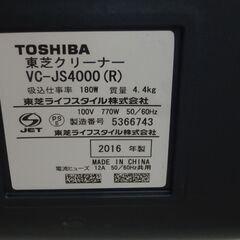 TOSHIBA
東芝クリーナー
VC-JS4000(R)
吸込仕事率 180W 質量 4.4kg
東芝ライフスタイル株式会社
100V 770W 50/60Hz
製造番号 5366743
東芝ライフスタイル株式会社
S
JET
PS
E
2016 年製
MADE IN CHINA
電流ヒューズ 12A 50/60Hz共用